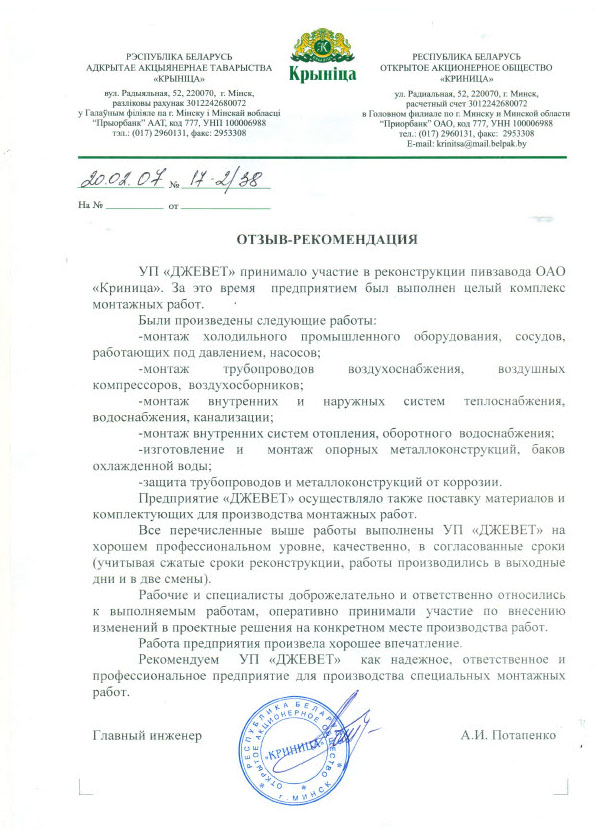 РЭСПУБЛІКА БЕЛАРУСЬ
АДКРЫТАЕ АКЦЫЯНЕРНАЕ ТАВАРЫСТВА
«КРЫНІЦА»
вул. Радыяльная, 52, 220070, г. Мінск,
разліковы рахунак 3012242680072
у Галаўным філіяле па г. Мінску і Мінскай вобласці
"Прыорбанк" ААТ, код 777, УНП 100006988
тэл.: (017) 2960131, факс: 2953308
К
Крыніца
РЕСПУБЛИКА БЕЛАРУСЬ
ОТКРЫТОЕ АКЦИОНЕРНОЕ ОБЩЕСТВО
«КРИНИЦА»
ул. Радиальная, 52, 220070, г. Минск,
расчетный счет 3012242680072
в Головном филиале по г. Минску и Минской области
"Приорбанк" ОАО, код 777, УНН 100006988
тел.: (017) 2960131, факс: 2953308
E-mail: krinitsa@mail.belpak.by
20.02.07 № 17-2/38
На № от
ОТЗЫВ-РЕКОМЕНДАЦИЯ
УП «ДЖЕВЕТ» принимало участие в реконструкции пивзавода ОАО
«Криница». За это время предприятием был выполнен целый комплекс
монтажных работ.
Были произведены следующие работы:
-монтаж холодильного промышленного оборудования, сосудов,
работающих под давлением, насосов;
-монтаж трубопроводов воздухоснабжения, воздушных
компрессоров, воздухосборников;
-монтаж внутренних и наружных систем теплоснабжения,
водоснабжения, канализации;
-монтаж внутренних систем отопления, оборотного водоснабжения;
-изготовление и монтаж опорных металлоконструкций, баков
охлажденной воды;
-защита трубопроводов и металлоконструкций от коррозии.
Предприятие «ДЖЕВЕТ» осуществляло также поставку материалов и
комплектующих для производства монтажных работ.
Все перечисленные выше работы выполнены УП «ДЖЕВЕТ» на
хорошем профессиональном уровне, качественно, в согласованные сроки
(учитывая сжатые сроки реконструкции, работы производились в выходные
дни и в две смены).
Рабочие и специалисты доброжелательно и ответственно относились
к выполняемым работам, оперативно принимали участие по внесению
изменений в проектные решения на конкретном месте производства работ.
Работа предприятия произвела хорошее впечатление.
Рекомендуем УП «ДЖЕВЕТ» как надежное, ответственное и
профессиональное предприятие для производства специальных монтажных
работ.
Главный инженер
А.И. Потапенко
РЕСПУБЛИКА БЕЛАРУСЬ
ОТКРЫТОЕ АКЦИОНЕРНОЕ ОБЩЕСТВО
«КРИНИЦА»
г. МИНСК